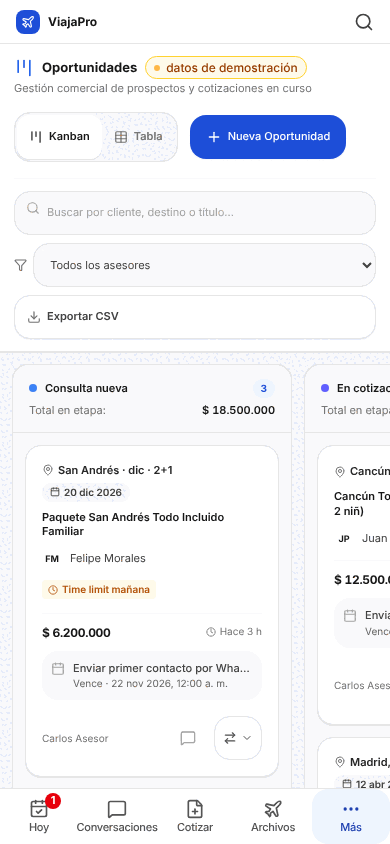 ViajaPro
Oportunidades
datos de demostración
Gestión comercial de prospectos y cotizaciones en curso
Kanban
Tabla
Nueva Oportunidad
Buscar por cliente, destino o título...
Todos los asesores
Exportar CSV
Consulta nueva
3
Total en etapa:
$ 18.500.000
San Andrés · dic · 2+1
20 dic 2026
Paquete San Andrés Todo Incluido
Familiar
FM
Felipe Morales
Time limit mañana
$ 6.200.000
Hace 3 h
Enviar primer contacto por Wha...
Vence · 22 nov 2026, 12:00 a. m.
Carlos Asesor
En cotizac
Total en etapa
Cancún
Cancún To
2 niñ)
JP
Juan
$ 12.500.0
Envia
Vence
Carlos Ases
Madrid,
12 abr 2
1
Hoy
Conversaciones
Cotizar
Archivos
Más